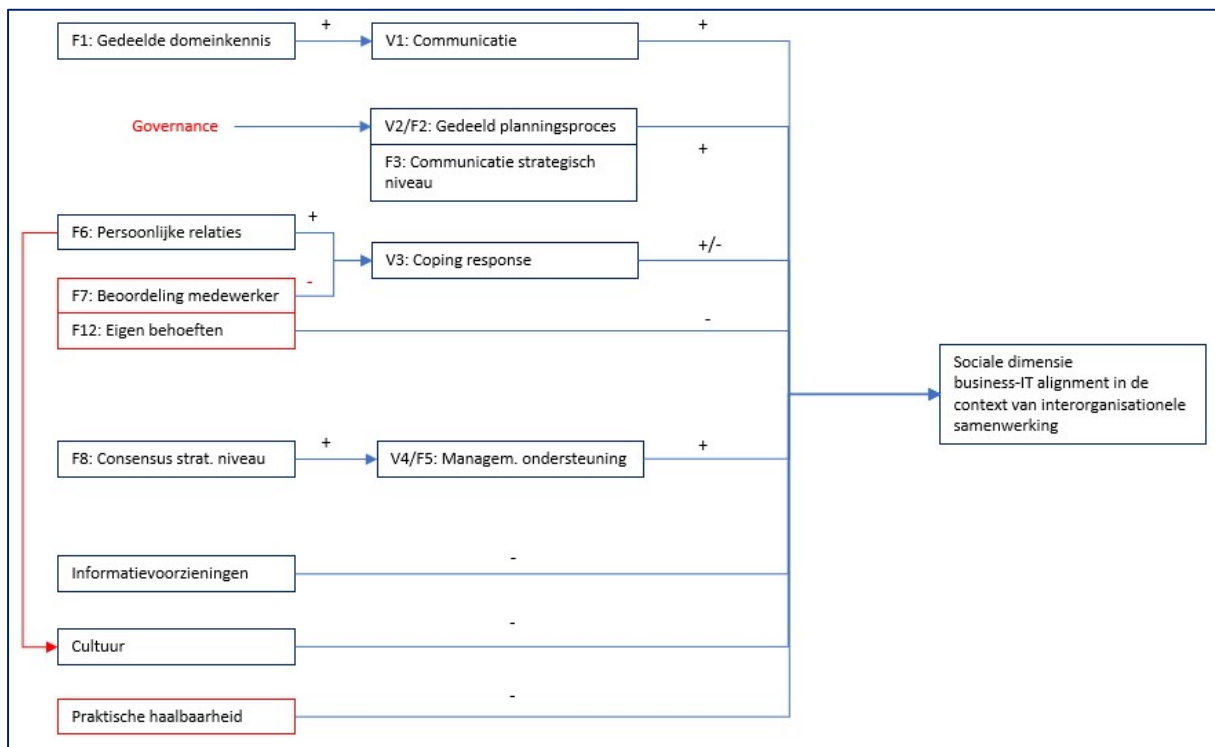 F1: Gedeelde domeinkennis
+
V1: Communicatie
+
Governance
V2/F2: Gedeeld planningsproces
F3: Communicatie strategisch
niveau
+
F6: Persoonlijke relaties
+
V3: Coping response
+/-
F7: Beoordeling medewerker
-
F12: Eigen behoeften
-
Sociale dimensie
business-IT alignment in de
context van interorganisationele
samenwerking
F8: Consensus strat. niveau
+
V4/F5: Managem. ondersteuning
+
Informatievoorzieningen
-
Cultuur
-
Praktische haalbaarheid
-